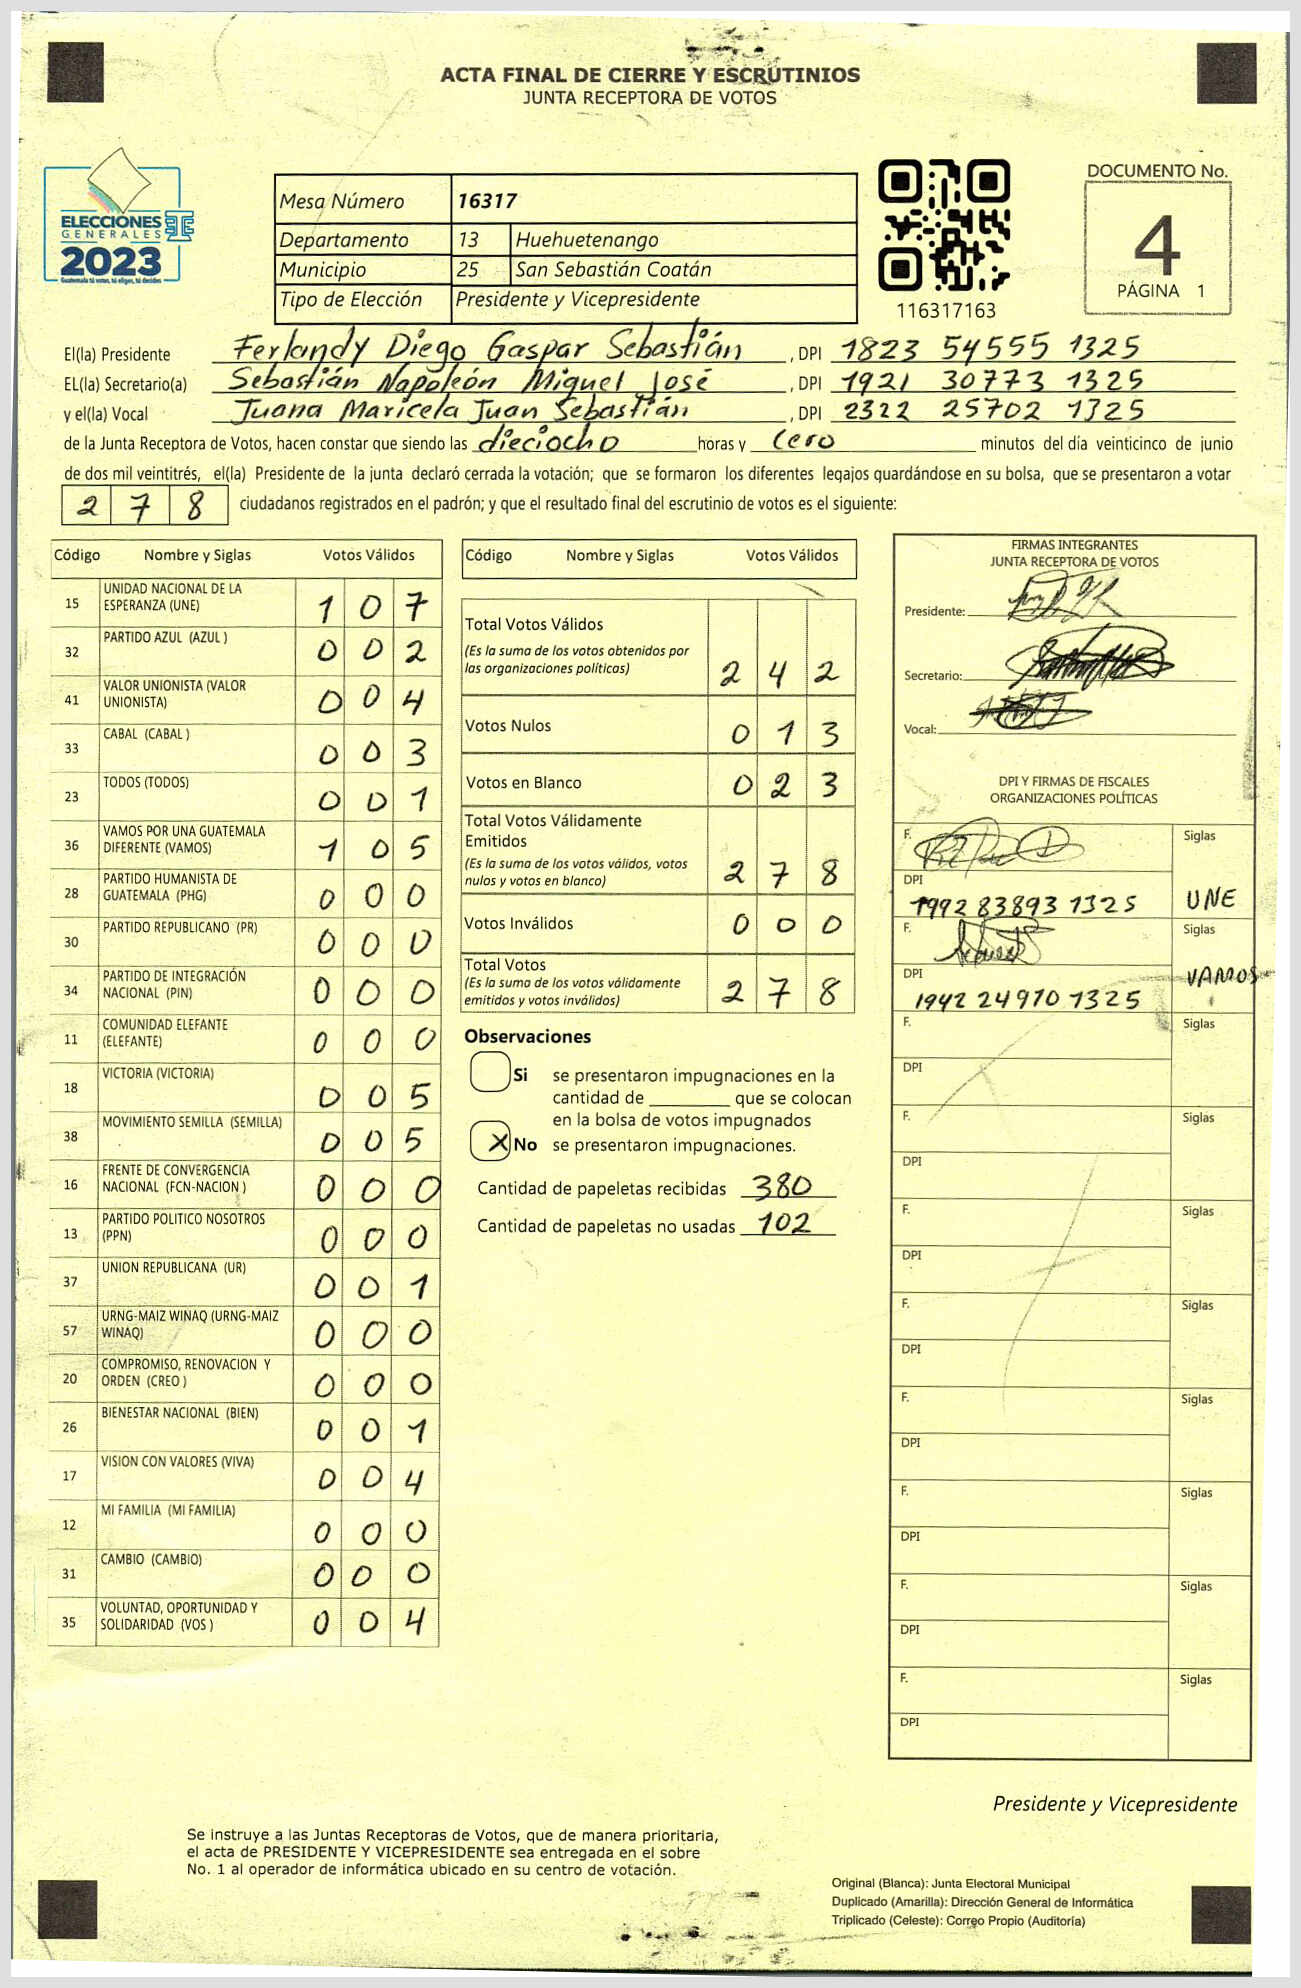 ACTA FINAL DE CIERRE Y ESCRUTINIOS
JUNTA RECEPTORA DE VOTOS
ELECCIONES
GENERALES
2023
Guatemala tú votas, tú eliges, tú decides
Mesa Número 16317
Departamento 13 Huehuetenango
Municipio 25 San Sebastián Coatán
Tipo de Elección Presidente y Vicepresidente
116317163
DOCUMENTO No.
4
PÁGINA 1
El(la) Presidente Ferlandy Diego Gaspar Sebastián , DPI 1823 54555 1325
EL(la) Secretario(a) Sebastián Napoleón Miguel José , DPI 1921 30773 1325
y el(la) Vocal Juana Maricela Juan Sebastián , DPI 2322 25702 1325
de la Junta Receptora de Votos, hacen constar que siendo las dieciocho horas y cero minutos del día veinticinco de junio
de dos mil veintitrés, el(la) Presidente de la junta declaró cerrada la votación; que se formaron los diferentes legajos guardándose en su bolsa, que se presentaron a votar
2 7 8 ciudadanos registrados en el padrón; y que el resultado final del escrutinio de votos es el siguiente:
Código Nombre y Siglas Votos Válidos
15 UNIDAD NACIONAL DE LA
ESPERANZA (UNE) 1 0 7
32 PARTIDO AZUL (AZUL ) 0 0 2
41 VALOR UNIONISTA (VALOR
UNIONISTA) 0 0 4
33 CABAL (CABAL ) 0 0 3
23 TODOS (TODOS) 0 0 1
36 VAMOS POR UNA GUATEMALA
DIFERENTE (VAMOS) 1 0 5
28 PARTIDO HUMANISTA DE
GUATEMALA (PHG) 0 0 0
30 PARTIDO REPUBLICANO (PR) 0 0 0
34 PARTIDO DE INTEGRACIÓN
NACIONAL (PIN) 0 0 0
11 COMUNIDAD ELEFANTE
(ELEFANTE) 0 0 0
18 VICTORIA (VICTORIA) 0 0 5
38 MOVIMIENTO SEMILLA (SEMILLA) 0 0 5
16 FRENTE DE CONVERGENCIA
NACIONAL (FCN-NACION ) 0 0 0
13 PARTIDO POLITICO NOSOTROS
(PPN) 0 0 0
37 UNION REPUBLICANA (UR) 0 0 1
57 URNG-MAIZ WINAQ (URNG-MAIZ
WINAQ) 0 0 0
20 COMPROMISO, RENOVACION Y
ORDEN (CREO ) 0 0 0
26 BIENESTAR NACIONAL (BIEN) 0 0 1
17 VISION CON VALORES (VIVA) 0 0 4
12 MI FAMILIA (MI FAMILIA) 0 0 0
31 CAMBIO (CAMBIO) 0 0 0
35 VOLUNTAD, OPORTUNIDAD Y
SOLIDARIDAD (VOS ) 0 0 4
Código Nombre y Siglas Votos Válidos
Total Votos Válidos
(Es la suma de los votos obtenidos por
las organizaciones políticas) 2 4 2
Votos Nulos 0 1 3
Votos en Blanco 0 2 3
Total Votos Válidamente
Emitidos
(Es la suma de los votos válidos, votos
nulos y votos en blanco) 2 7 8
Votos Inválidos 0 0 0
Total Votos
(Es la suma de los votos válidamente
emitidos y votos inválidos) 2 7 8
Observaciones
Si se presentaron impugnaciones en la
cantidad de ________ que se colocan
en la bolsa de votos impugnados
X No se presentaron impugnaciones.
Cantidad de papeletas recibidas 380
Cantidad de papeletas no usadas 102
FIRMAS INTEGRANTES
JUNTA RECEPTORA DE VOTOS
Presidente:
Secretario:
Vocal:
DPI Y FIRMAS DE FISCALES
ORGANIZACIONES POLÍTICAS
F. Siglas
DPI
1992 83893 1325 UNE
F. Siglas
DPI VAMOS
1942 24970 1325
F. Siglas
DPI
F. Siglas
DPI
F. Siglas
DPI
F. Siglas
DPI
F. Siglas
DPI
F. Siglas
DPI
F. Siglas
DPI
F. Siglas
DPI
Presidente y Vicepresidente
Se instruye a las Juntas Receptoras de Votos, que de manera prioritaria,
el acta de PRESIDENTE Y VICEPRESIDENTE sea entregada en el sobre
No. 1 al operador de informática ubicado en su centro de votación.
Original (Blanca): Junta Electoral Municipal
Duplicado (Amarilla): Dirección General de Informática
Triplicado (Celeste): Correo Propio (Auditoría)